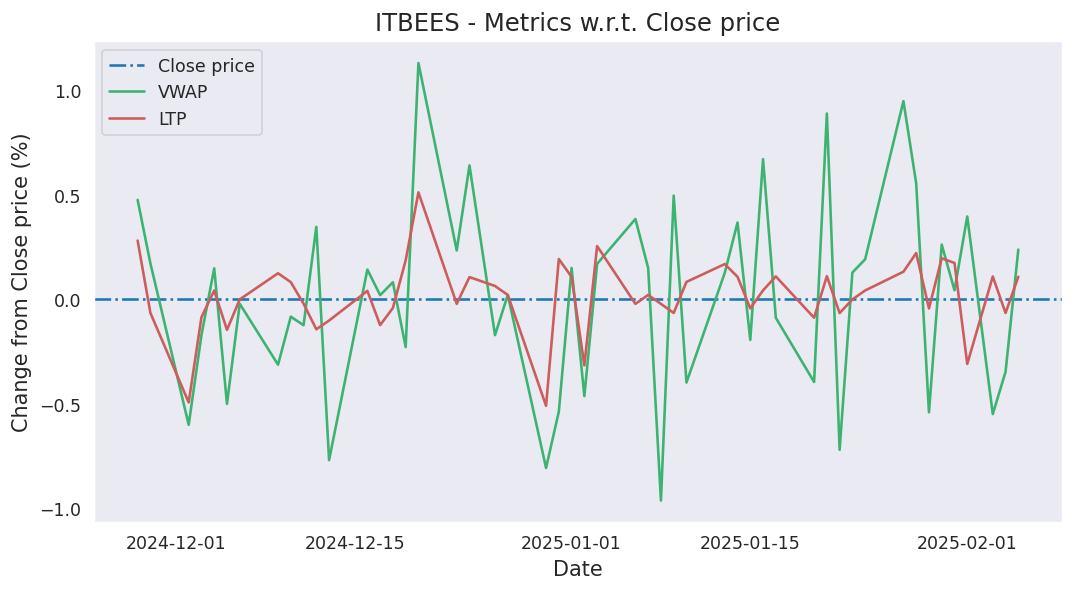 ITBEES - Metrics w.r.t. Close price
Close price
VWAP
LTP
Change from Close price (%)
1.0
0.5
0.0
−0.5
−1.0
2024-12-01
2024-12-15
2025-01-01
2025-01-15
2025-02-01
Date